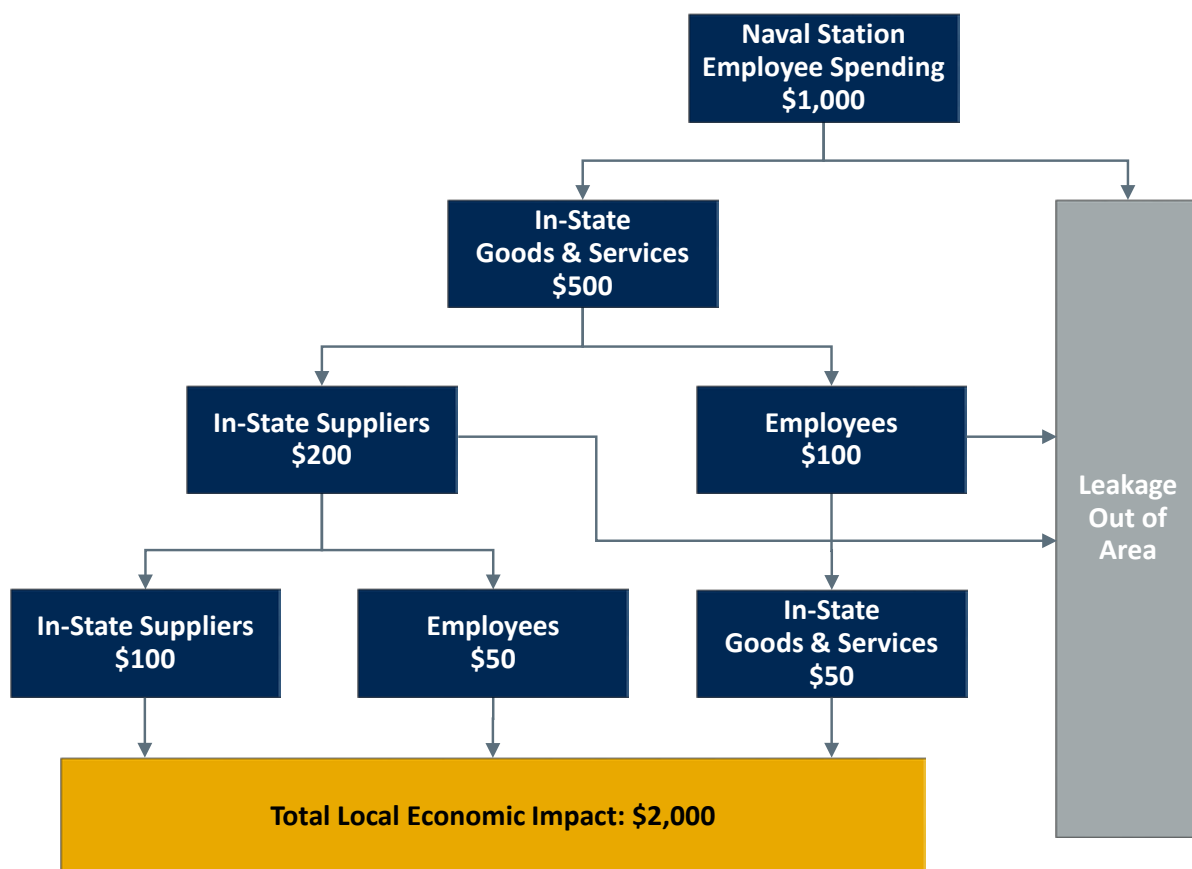 Naval Station
Employee Spending
$1,000
In-State
Goods & Services
$500
In-State Suppliers
$200
Employees
$100
Leakage
Out of
Area
In-State Suppliers
$100
Employees
$50
In-State
Goods & Services
$50
Total Local Economic Impact: $2,000